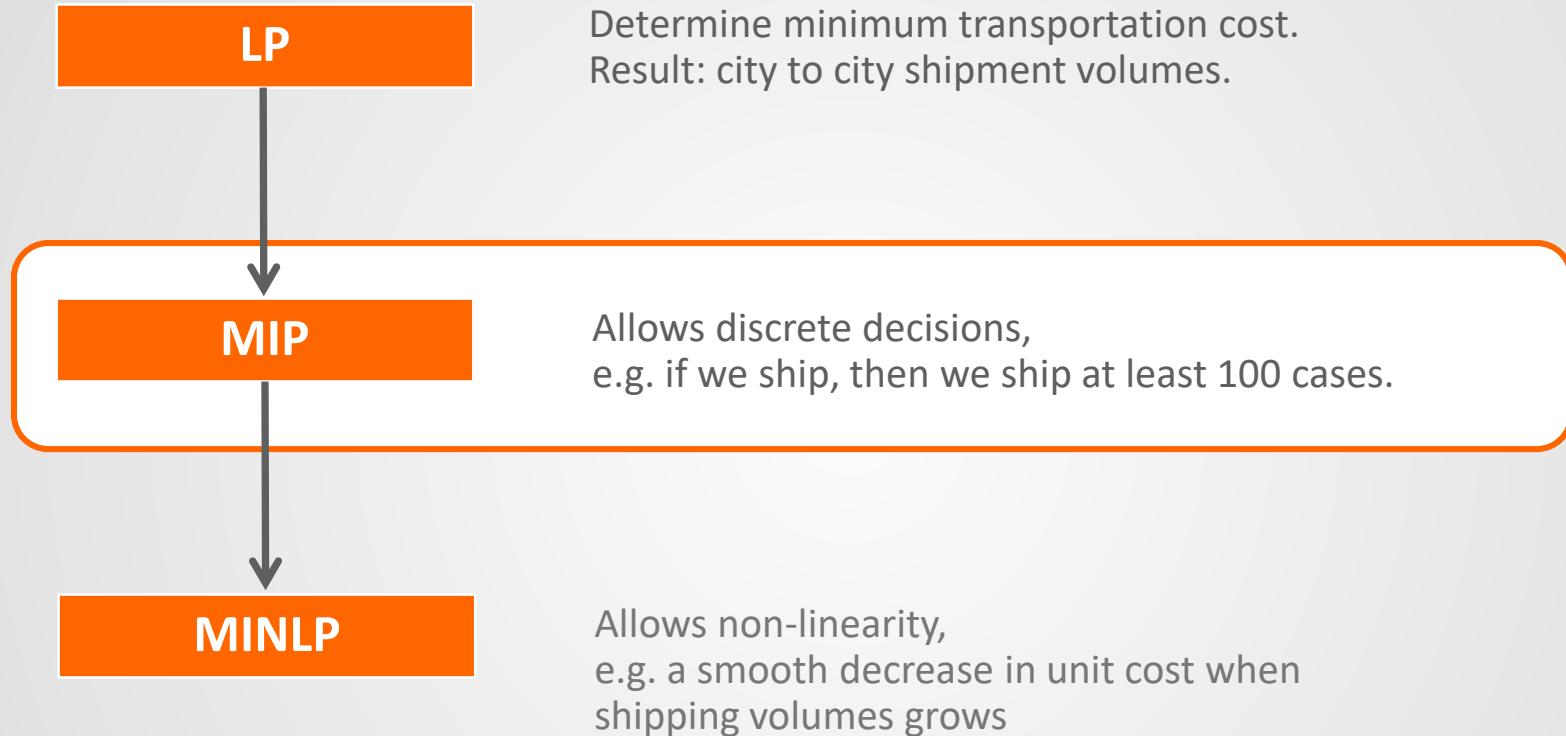 LP
Determine minimum transportation cost.
Result: city to city shipment volumes.
MIP
Allows discrete decisions,
e.g. if we ship, then we ship at least 100 cases.
MINLP
Allows non-linearity,
e.g. a smooth decrease in unit cost when
shipping volumes grows